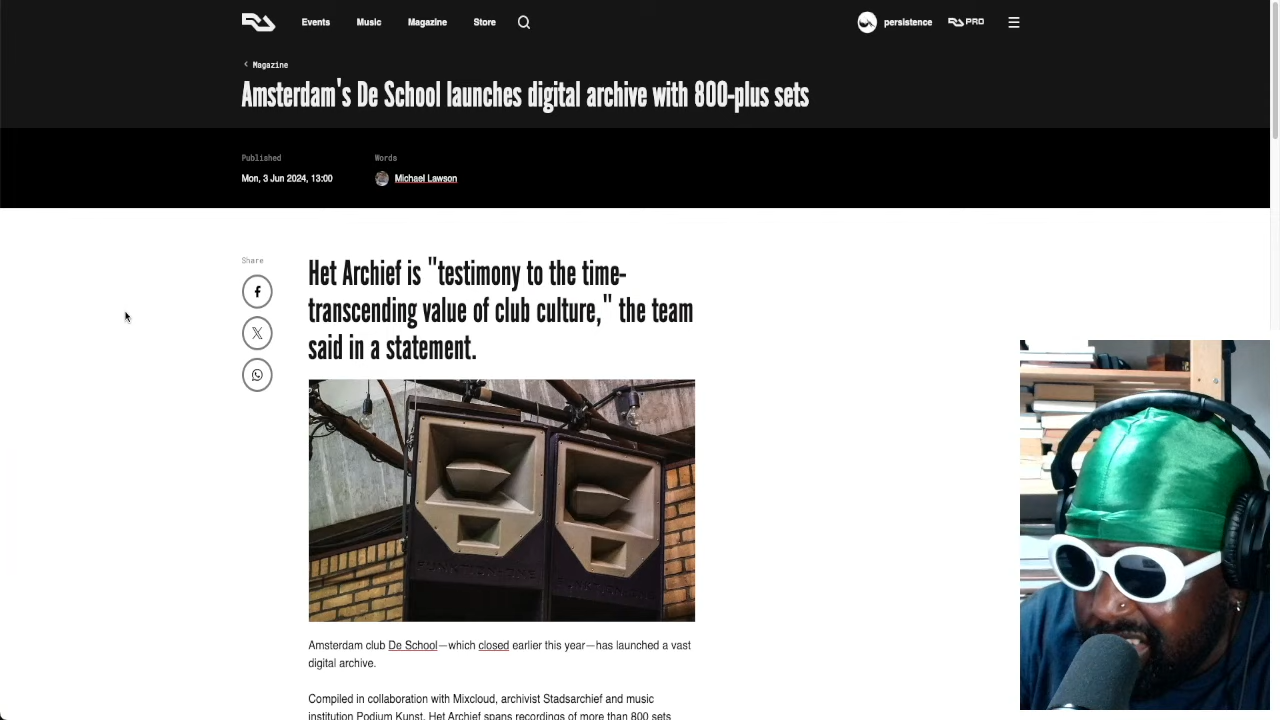 Events Music Magazine Store
persistence
PRO
Magazine
Amsterdam's De School launches digital archive with 800-plus sets
Published
Words
Mon, 3 Jun 2024, 13:00
Michael Lawson
Share
Het Archief is "testimony to the time-
transcending value of club culture," the team
said in a statement.
FUNCTION-ONE
Amsterdam club De School—which closed earlier this year—has launched a vast
digital archive.
Compiled in collaboration with Mixcloud, archivist Stadsarchief and music
institution Podium Kunst, Het Archief spans recordings of more than 800 sets